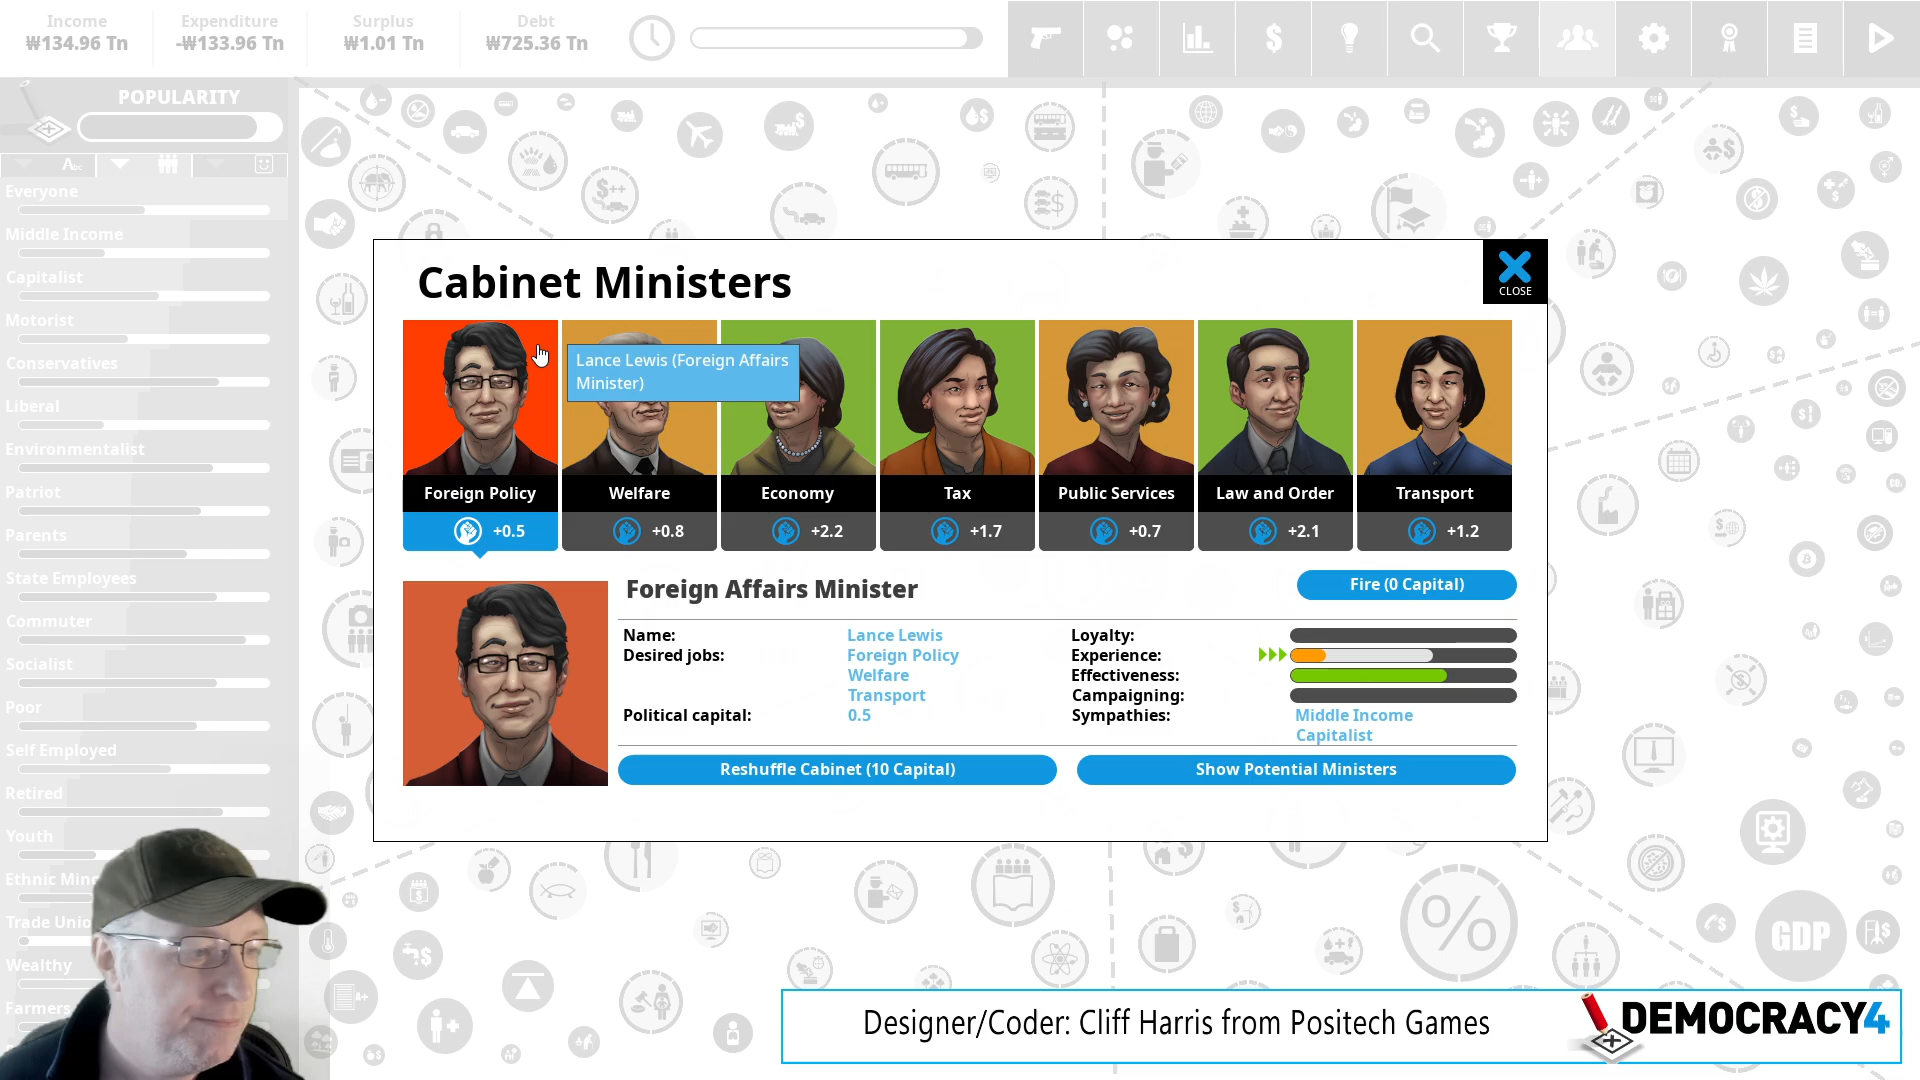 Income
₩134.96 Tn
Expenditure
-₩133.96 Tn
Surplus
₩1.01 Tn
Debt
₩725.36 Tn
POPULARITY
Everyone
Middle Income
Capitalist
Motorist
Conservatives
Liberal
Environmentalist
Patriot
Parents
State Employees
Commuter
Socialist
Poor
Self Employed
Retired
Youth
Ethnic Min
Trade Unio
Wealthy
Farmers
Cabinet Ministers
CLOSE
Lance Lewis (Foreign Affairs
Minister)
Foreign Policy
Welfare
Economy
Tax
Public Services
Law and Order
Transport
+0.5
+0.8
+2.2
+1.7
+0.7
+2.1
+1.2
Foreign Affairs Minister
Fire (0 Capital)
Name: Lance Lewis
Desired jobs: Foreign Policy
Welfare
Transport
Political capital: 0.5
Loyalty:
Experience:
Effectiveness:
Campaigning:
Sympathies: Middle Income
Capitalist
Reshuffle Cabinet (10 Capital)
Show Potential Ministers
GDP
Designer/Coder: Cliff Harris from Positech Games
DEMOCRACY4